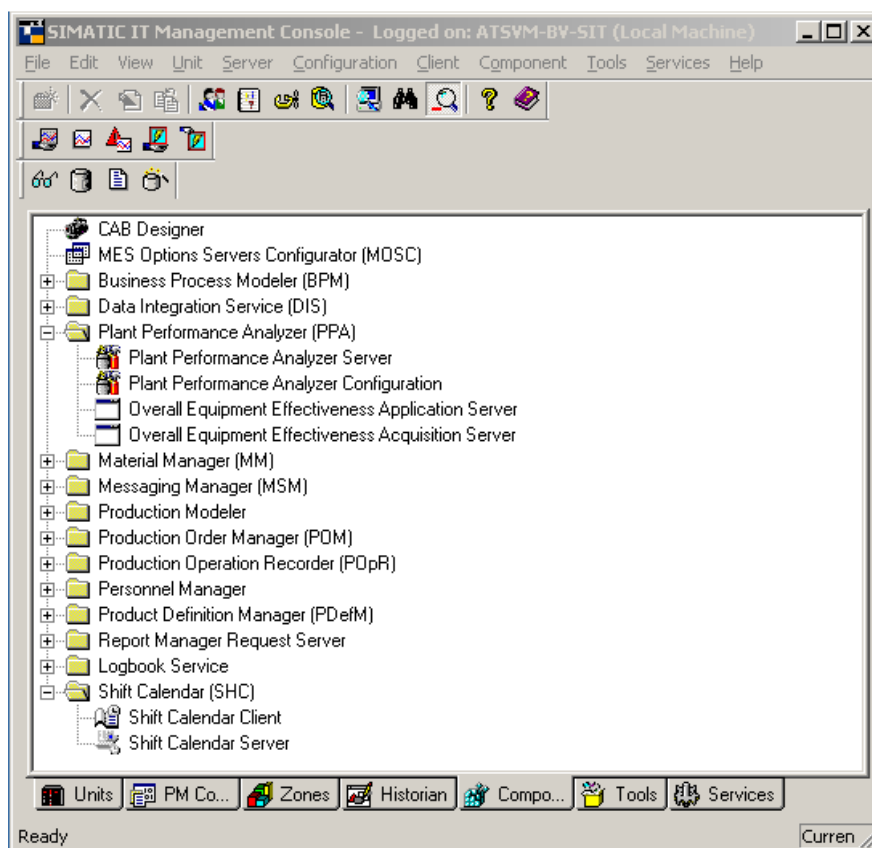 SIMATIC IT Management Console - Logged on: ATSVM-BV-SIT (Local Machine)
File Edit View Unit Server Configuration Client Component Tools Services Help
CAB Designer
MES Options Servers Configurator (MOSC)
Business Process Modeler (BPM)
Data Integration Service (DIS)
Plant Performance Analyzer (PPA)
Plant Performance Analyzer Server
Plant Performance Analyzer Configuration
Overall Equipment Effectiveness Application Server
Overall Equipment Effectiveness Acquisition Server
Material Manager (MM)
Messaging Manager (MSM)
Production Modeler
Production Order Manager (POM)
Production Operation Recorder (POpR)
Personnel Manager
Product Definition Manager (PDefM)
Report Manager Request Server
Logbook Service
Shift Calendar (SHC)
Shift Calendar Client
Shift Calendar Server
Units PM Co... Zones Historian Compo... Tools Services
Ready Curren